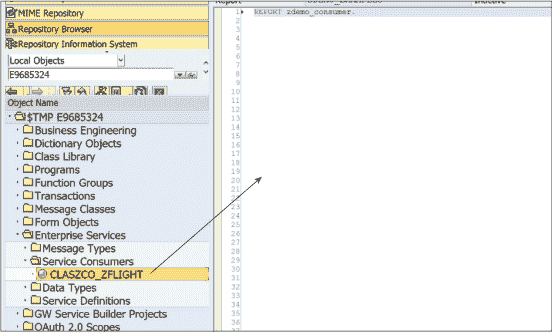 MIME Repository
Repository Browser
Repository Information System
Local Objects
E9685324
Object Name
$TMP E9685324
Business Engineering
Dictionary Objects
Class Library
Programs
Function Groups
Transactions
Message Classes
Form Objects
Enterprise Services
Message Types
Service Consumers
CLASZCO_ZFLIGHT
Data Types
Service Definitions
GW Service Builder Projects
OAuth 2.0 Scopes
Report
Inactive
1 REPORT zdemo_consumer.
2
3
4
5
6
7
8
9
10
11
12
13
14
15
16
17
18
19
20
21
22
23
24
25
26
27
28
29
30
31
32
33
34
35
36
37